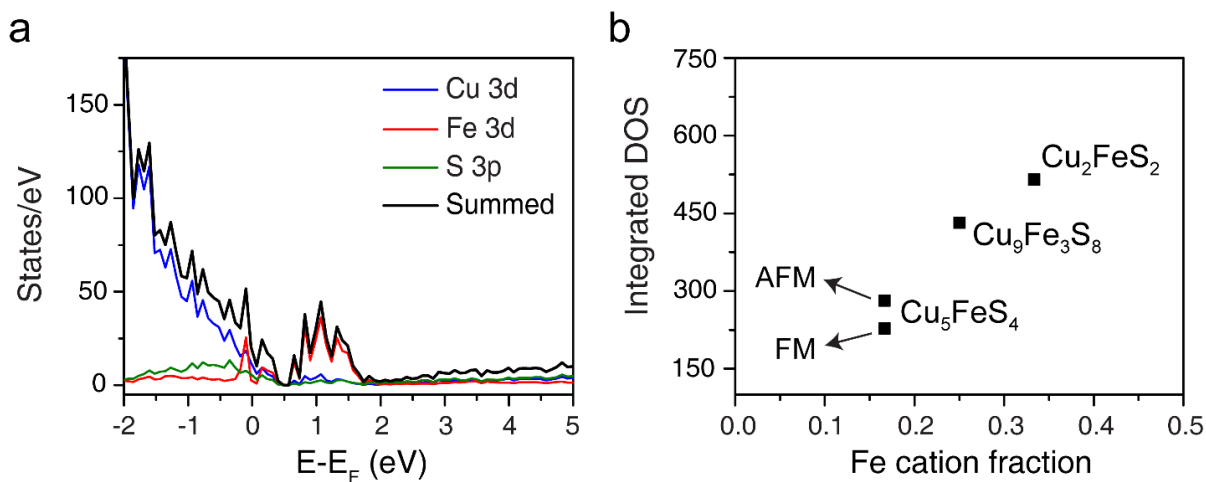 a
150
100
50
0
States/eV
-2 -1 0 1 2 3 4 5
E-E_F (eV)
Cu 3d
Fe 3d
S 3p
Summed
b
750
600
450
300
150
Integrated DOS
0.0 0.1 0.2 0.3 0.4 0.5
Fe cation fraction
Cu₂FeS₂
Cu₉Fe₃S₈
AFM
Cu₅FeS₄
FM